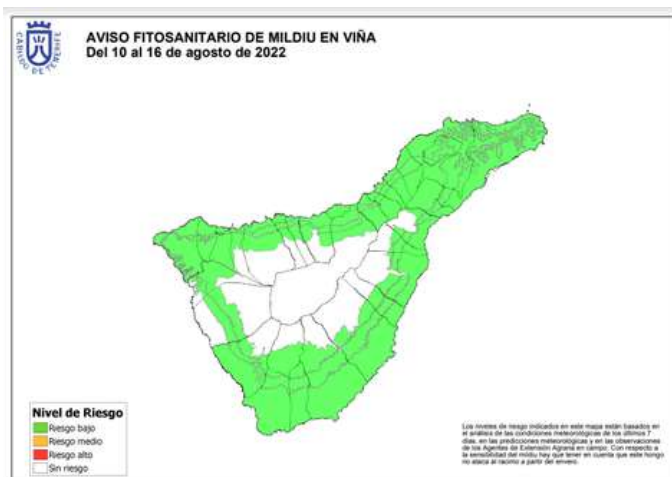 CABILDO DE TENERIFE
AVISO FITOSANITARIO DE MILDIU EN VIÑA
Del 10 al 16 de agosto de 2022
Nivel de Riesgo
Riesgo bajo
Riesgo medio
Riesgo alto
Sin riesgo
Los niveles de riesgo indicados en este mapa están basados en
el análisis de las condiciones meteorológicas de los últimos 7
días, en las predicciones meteorológicas y en las observaciones
de los Agentes de Extensión Agraria en campo. Con respecto a
la sensibilidad del mildiu hay que tener en cuenta que este hongo
no ataca al racimo a partir del envero.